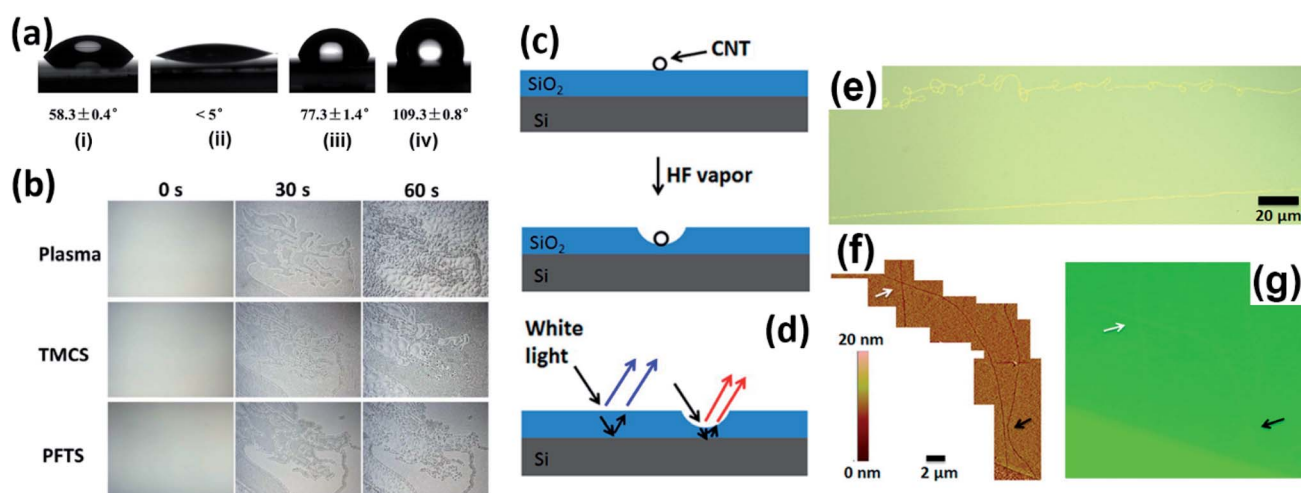 (a)
58.3±0.4°
<5°
77.3±1.4°
109.3±0.8°
(i)
(ii)
(iii)
(iv)
(b)
0 s
30 s
60 s
Plasma
TMCS
PFTS
(c)
CNT
SiO₂
Si
HF vapor
SiO₂
Si
(d)
White
light
Si
(e)
20 μm
(f)
20 nm
0 nm
2 μm
(g)